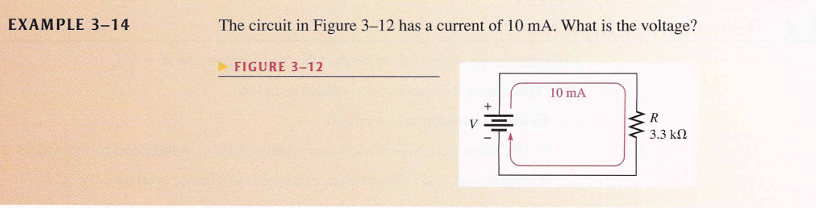 EXAMPLE 3–14
The circuit in Figure 3–12 has a current of 10 mA. What is the voltage?
FIGURE 3–12
10 mA
+
V
–
R
3.3 kΩ